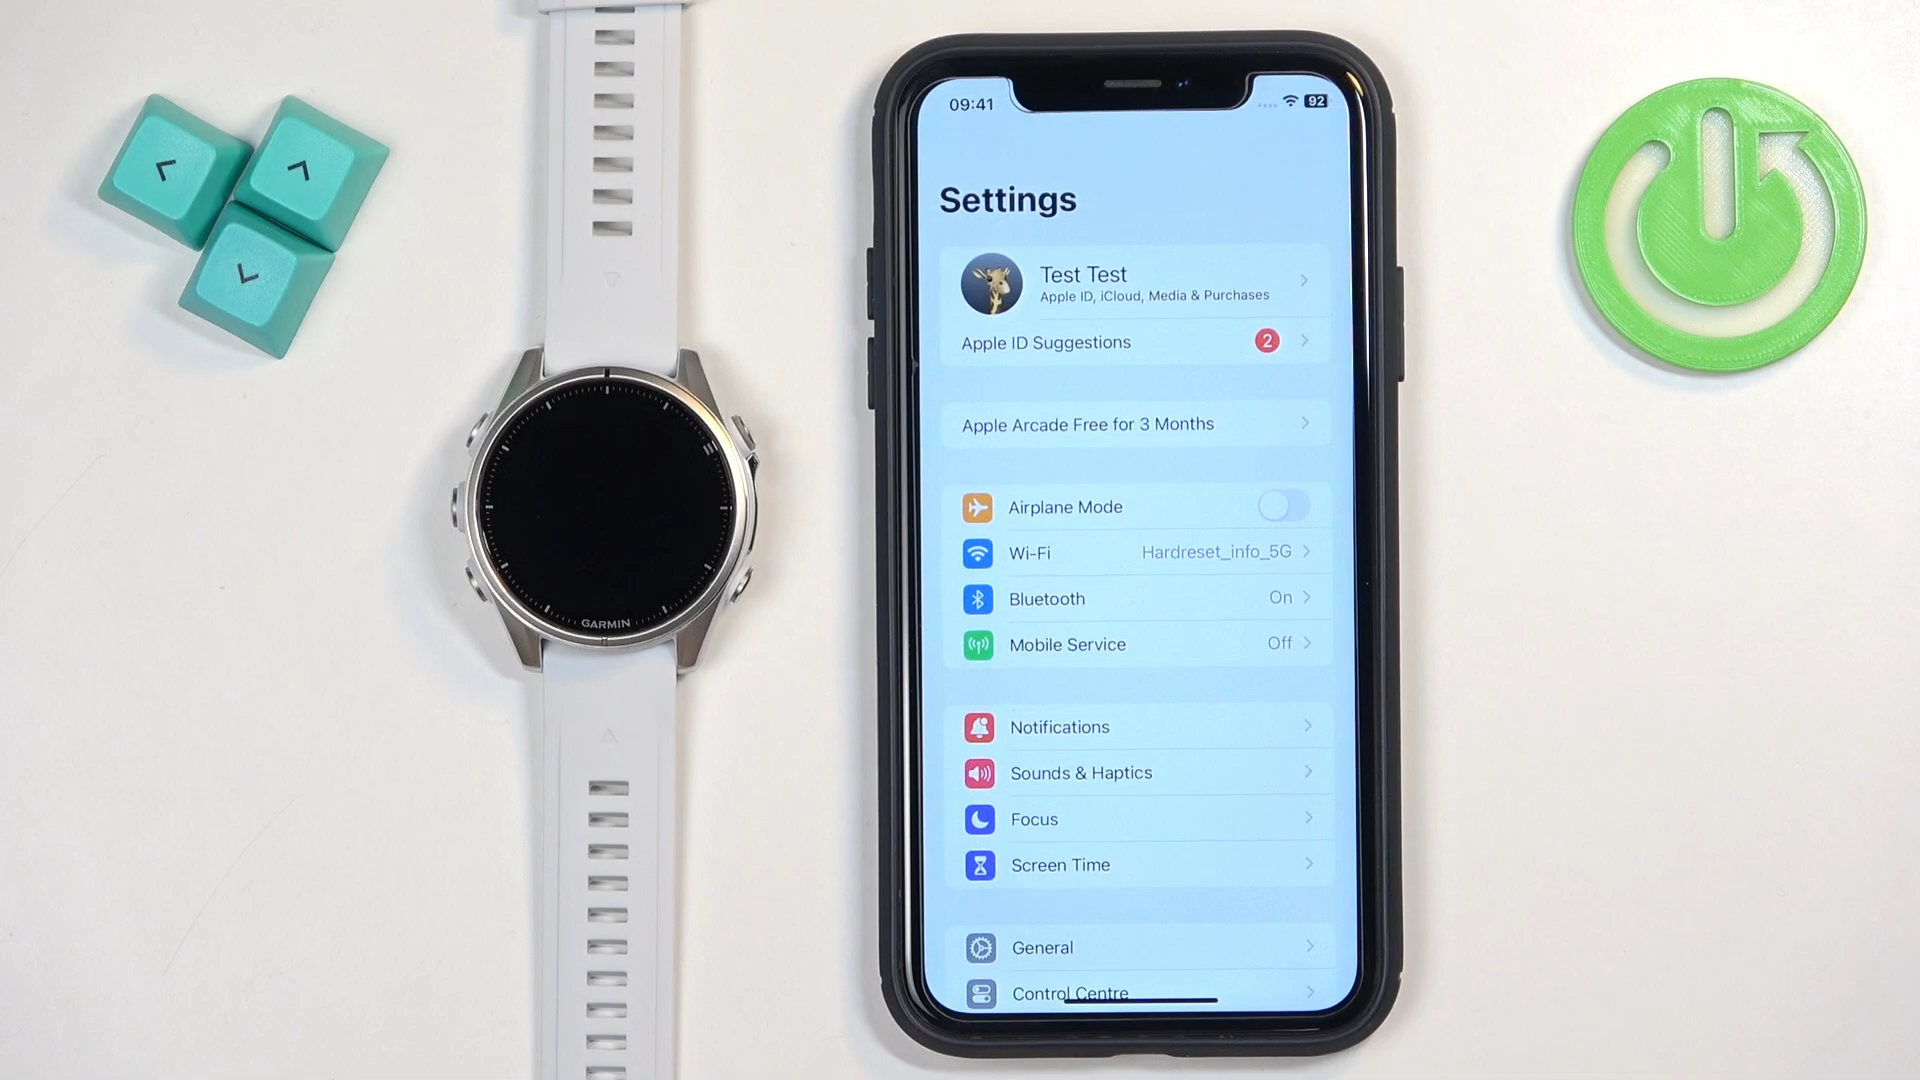 09:41
92
Settings
Test Test
Apple ID, iCloud, Media & Purchases
Apple ID Suggestions
2
Apple Arcade Free for 3 Months
Airplane Mode
Wi-Fi Hardreset_info_5G
Bluetooth On
Mobile Service Off
Notifications
Sounds & Haptics
Focus
Screen Time
General
Control Centre
GARMIN